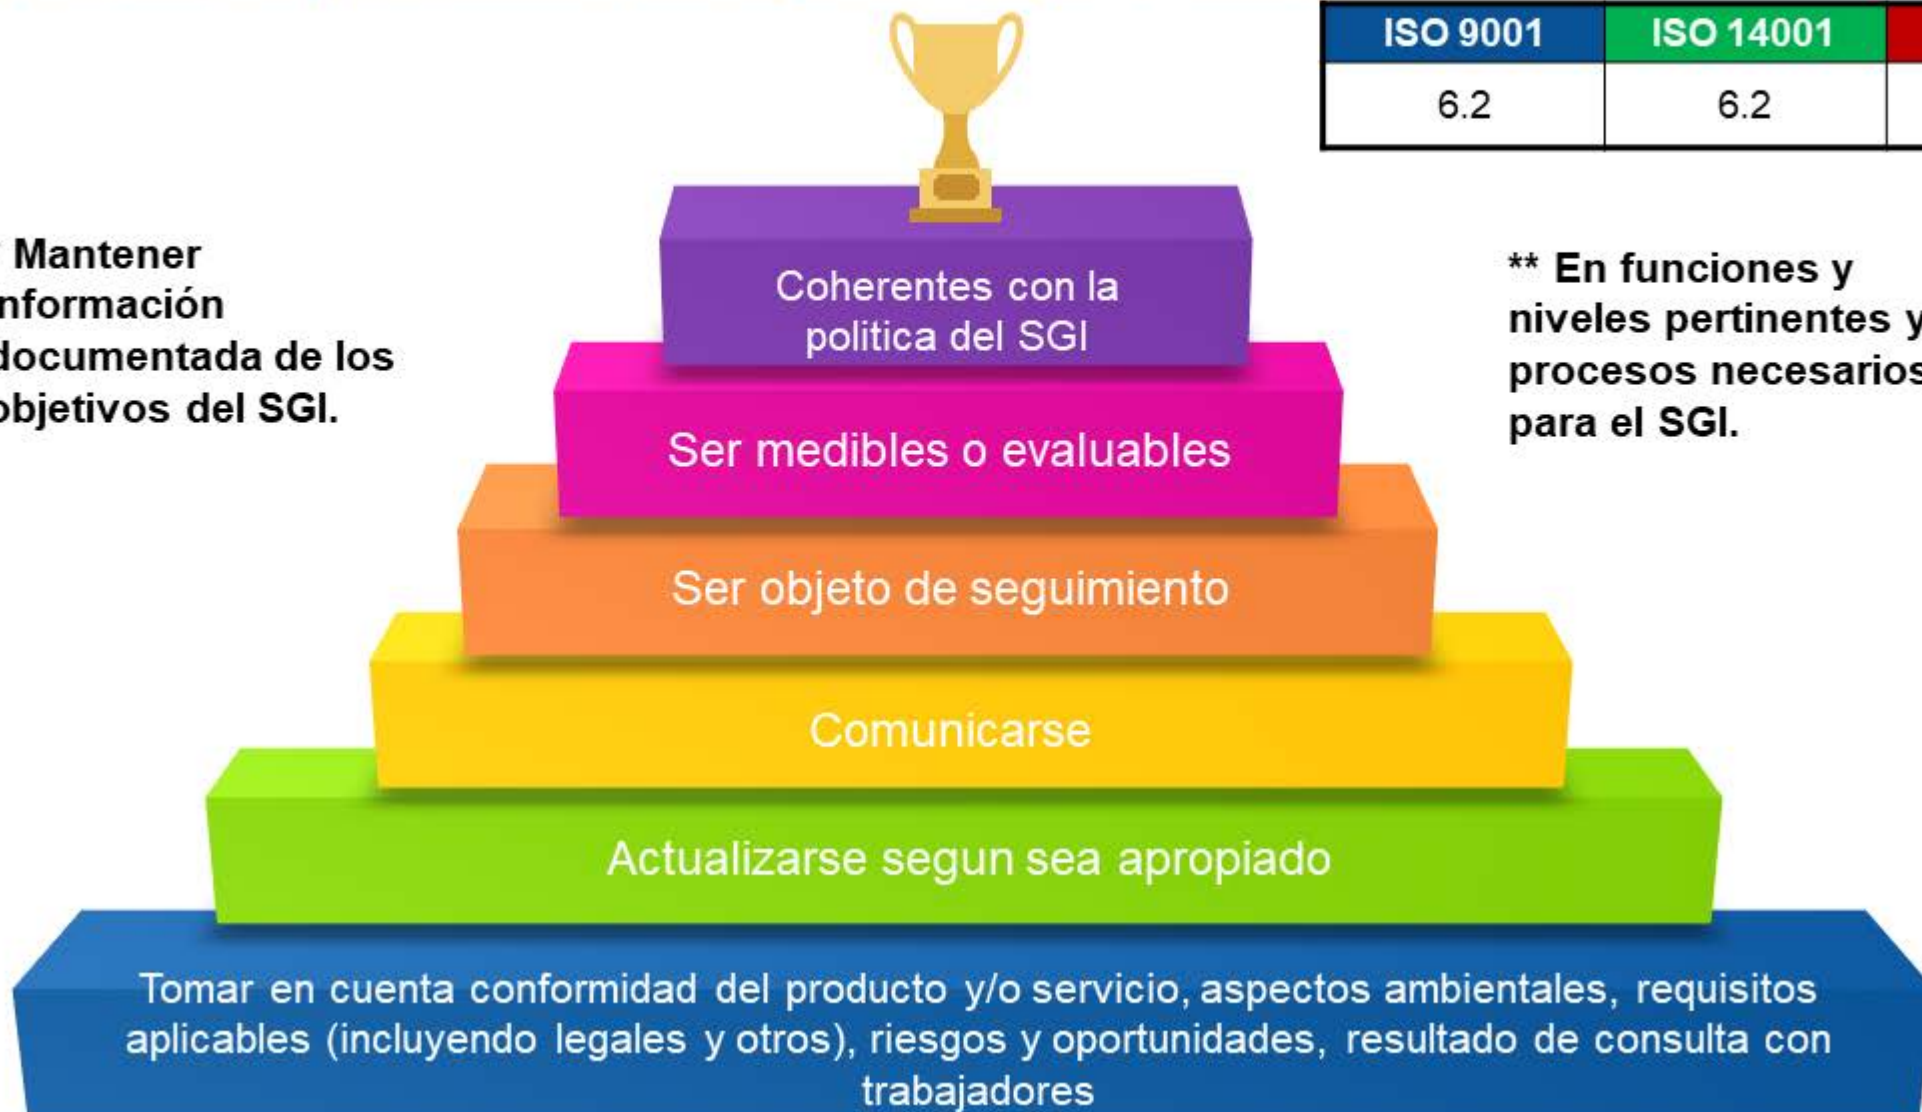 ISO 9001 ISO 14001
6.2 6.2
Mantener
información
documentada de los
objetivos del SGI.
** En funciones y
niveles pertinentes y
procesos necesarios
para el SGI.
Coherentes con la
politica del SGI
Ser medibles o evaluables
Ser objeto de seguimiento
Comunicarse
Actualizarse segun sea apropiado
Tomar en cuenta conformidad del producto y/o servicio, aspectos ambientales, requisitos
aplicables (incluyendo legales y otros), riesgos y oportunidades, resultado de consulta con
trabajadores